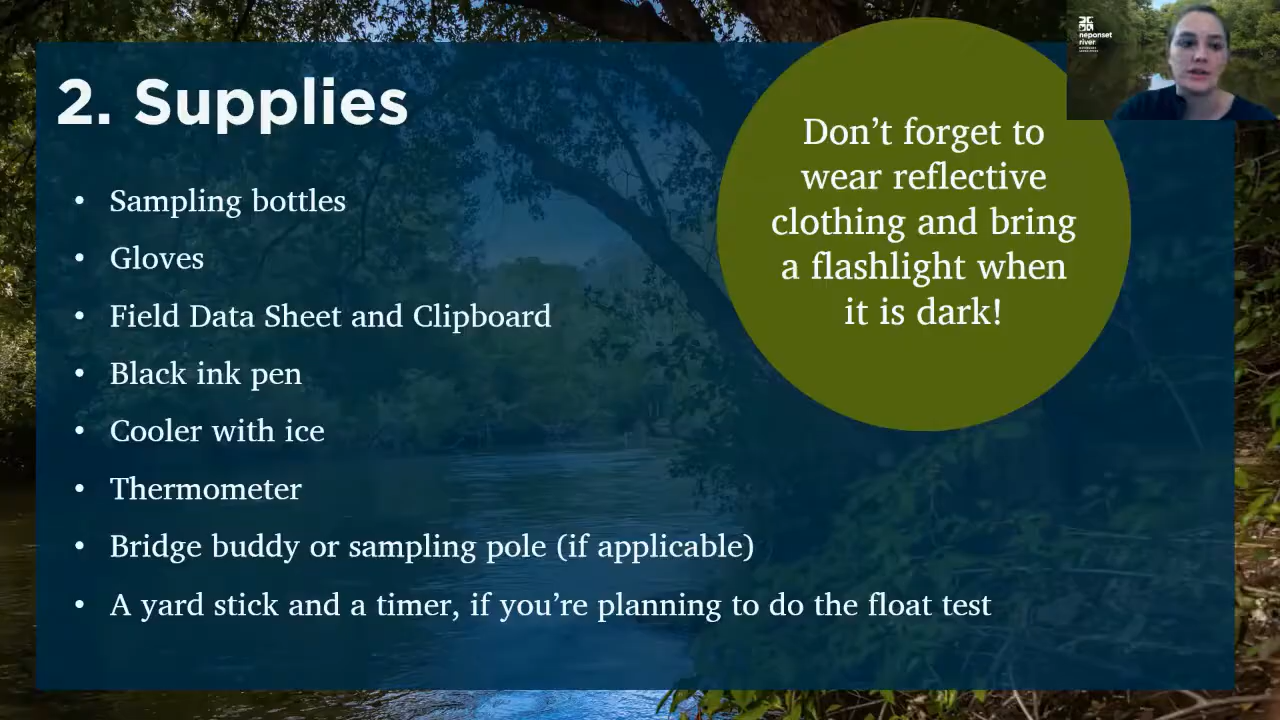 2. Supplies
• Sampling bottles
• Gloves
• Field Data Sheet and Clipboard
• Black ink pen
• Cooler with ice
• Thermometer
• Bridge buddy or sampling pole (if applicable)
• A yard stick and a timer, if you’re planning to do the float test
Don’t forget to
wear reflective
clothing and bring
a flashlight when
it is dark!
neponset
river